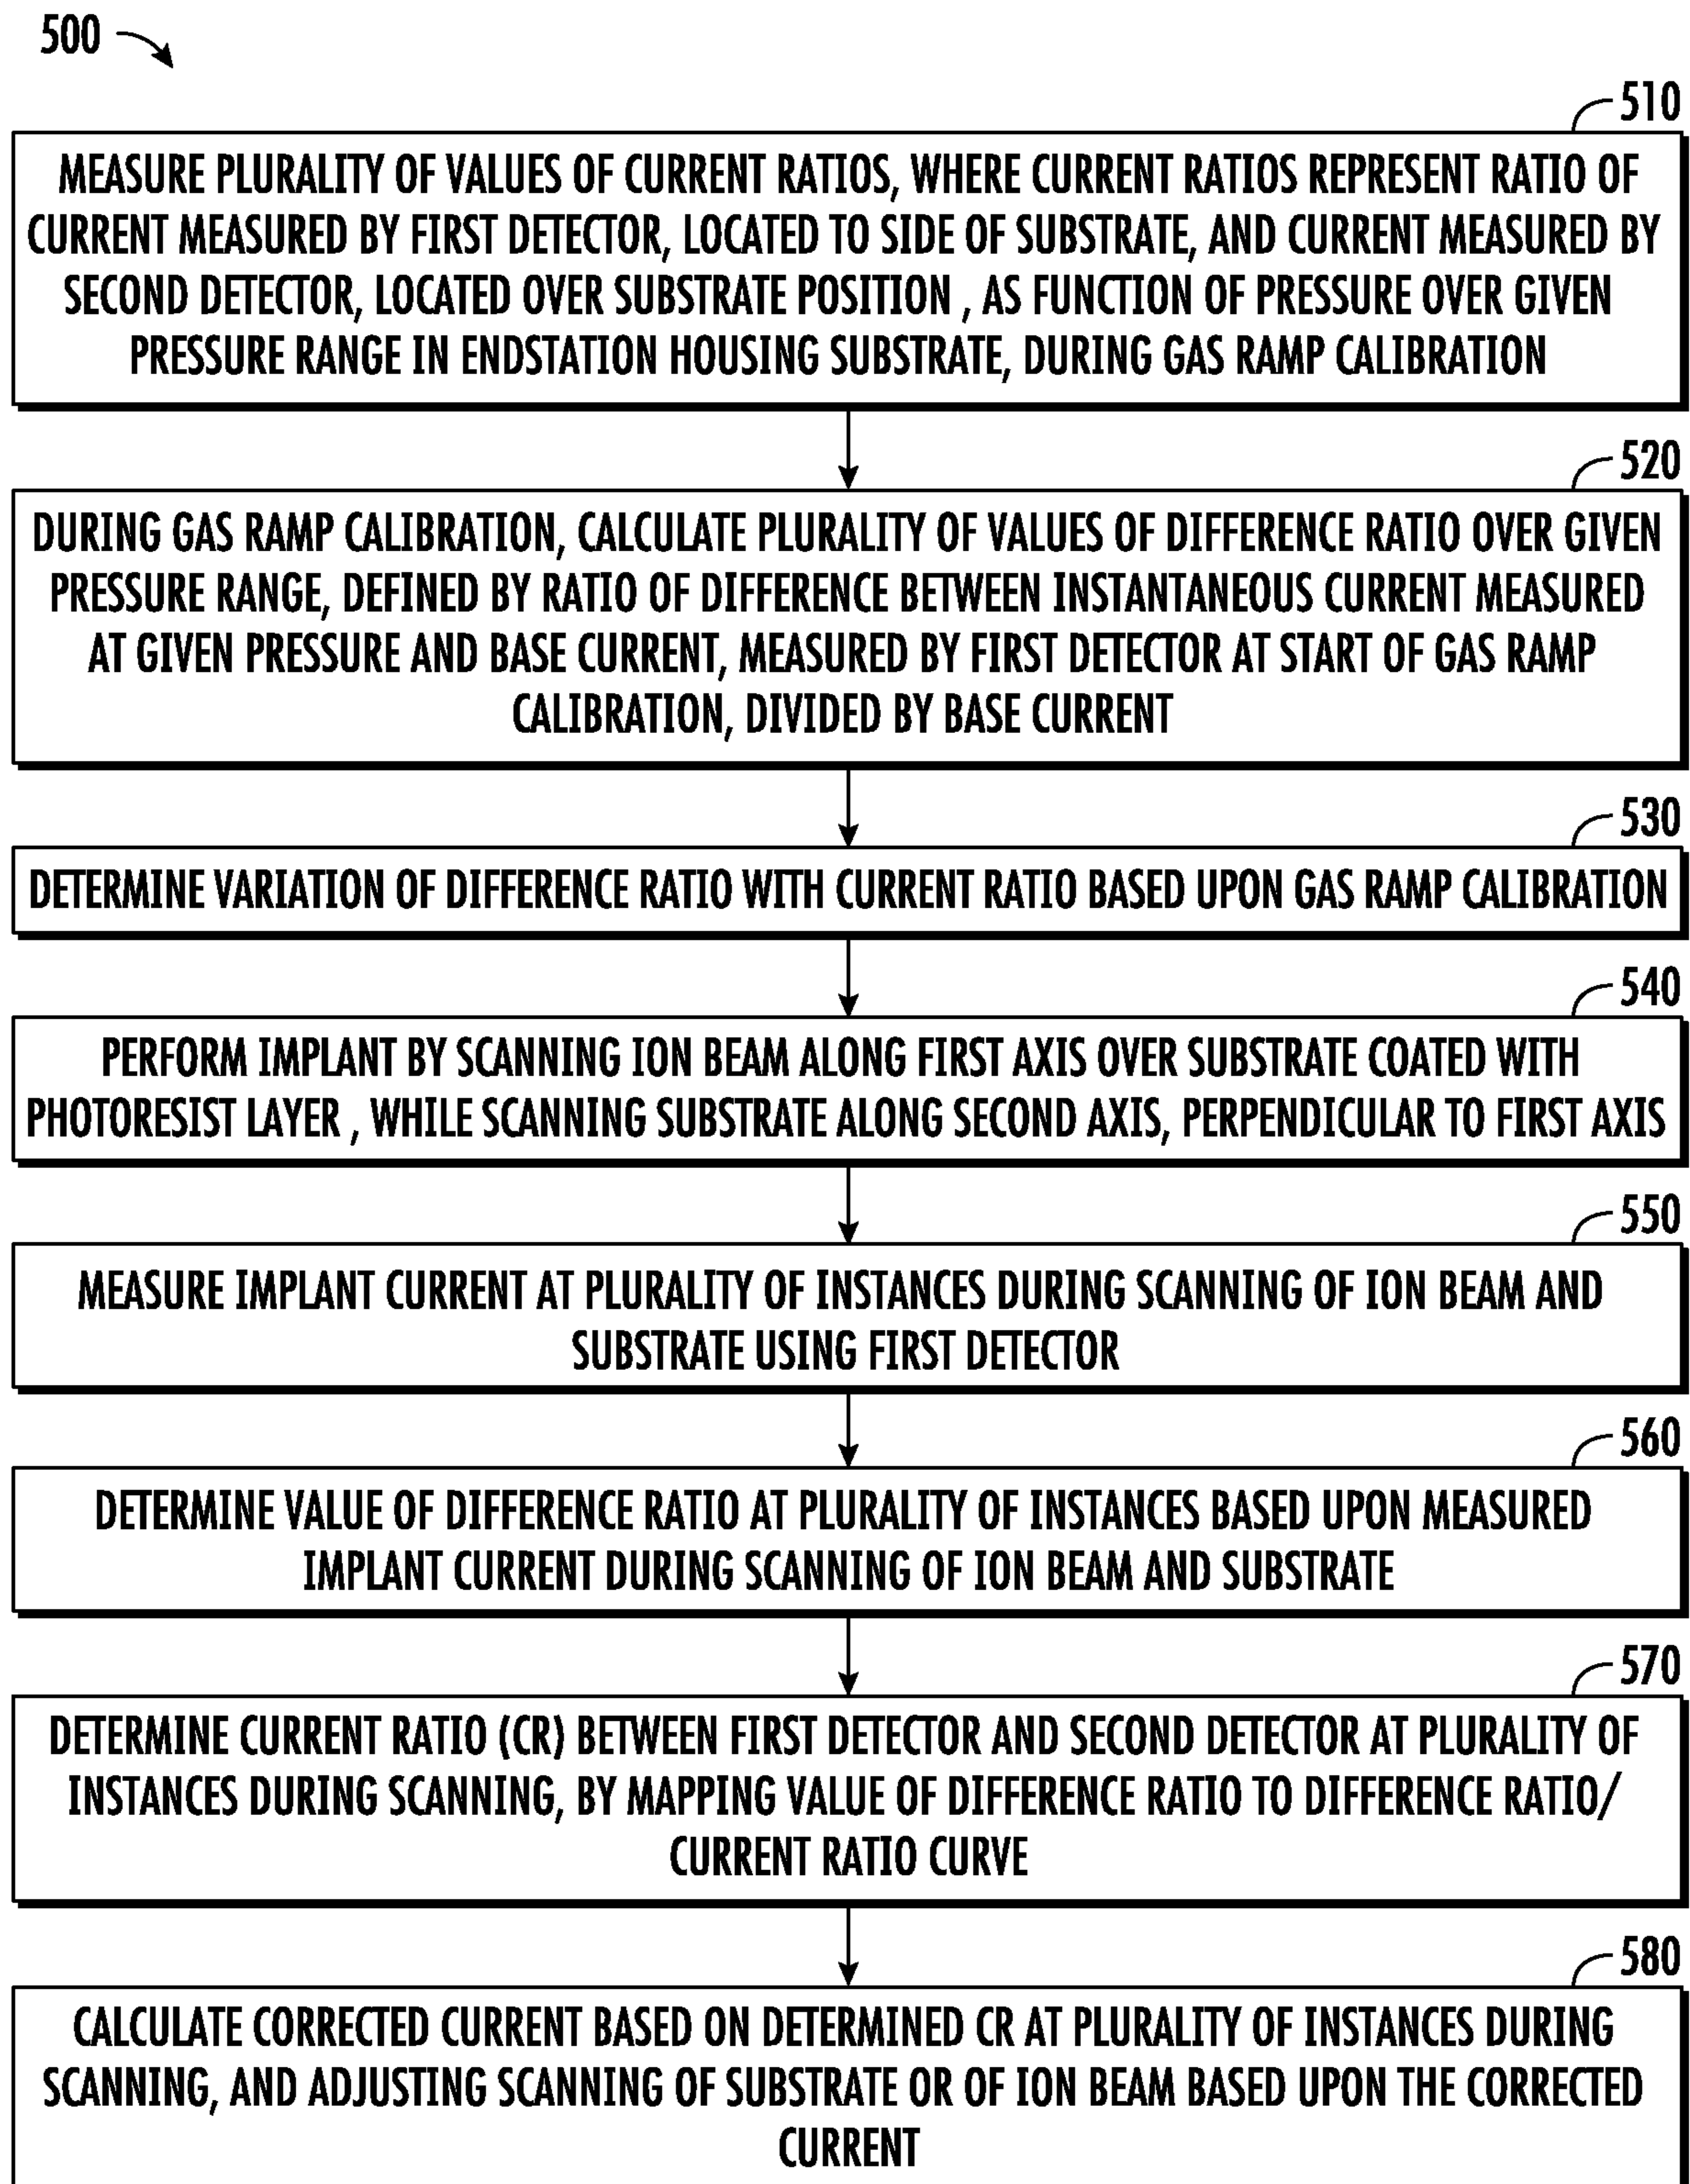 500
510
MEASURE PLURALITY OF VALUES OF CURRENT RATIOS, WHERE CURRENT RATIOS REPRESENT RATIO OF
CURRENT MEASURED BY FIRST DETECTOR, LOCATED TO SIDE OF SUBSTRATE, AND CURRENT MEASURED BY
SECOND DETECTOR, LOCATED OVER SUBSTRATE POSITION , AS FUNCTION OF PRESSURE OVER GIVEN
PRESSURE RANGE IN ENDSTATION HOUSING SUBSTRATE, DURING GAS RAMP CALIBRATION
520
DURING GAS RAMP CALIBRATION, CALCULATE PLURALITY OF VALUES OF DIFFERENCE RATIO OVER GIVEN
PRESSURE RANGE, DEFINED BY RATIO OF DIFFERENCE BETWEEN INSTANTANEOUS CURRENT MEASURED
AT GIVEN PRESSURE AND BASE CURRENT, MEASURED BY FIRST DETECTOR AT START OF GAS RAMP
CALIBRATION, DIVIDED BY BASE CURRENT
530
DETERMINE VARIATION OF DIFFERENCE RATIO WITH CURRENT RATIO BASED UPON GAS RAMP CALIBRATION
540
PERFORM IMPLANT BY SCANNING ION BEAM ALONG FIRST AXIS OVER SUBSTRATE COATED WITH
PHOTORESIST LAYER , WHILE SCANNING SUBSTRATE ALONG SECOND AXIS, PERPENDICULAR TO FIRST AXIS
550
MEASURE IMPLANT CURRENT AT PLURALITY OF INSTANCES DURING SCANNING OF ION BEAM AND
SUBSTRATE USING FIRST DETECTOR
560
DETERMINE VALUE OF DIFFERENCE RATIO AT PLURALITY OF INSTANCES BASED UPON MEASURED
IMPLANT CURRENT DURING SCANNING OF ION BEAM AND SUBSTRATE
570
DETERMINE CURRENT RATIO (CR) BETWEEN FIRST DETECTOR AND SECOND DETECTOR AT PLURALITY OF
INSTANCES DURING SCANNING, BY MAPPING VALUE OF DIFFERENCE RATIO TO DIFFERENCE RATIO/
CURRENT RATIO CURVE
580
CALCULATE CORRECTED CURRENT BASED ON DETERMINED CR AT PLURALITY OF INSTANCES DURING
SCANNING, AND ADJUSTING SCANNING OF SUBSTRATE OR OF ION BEAM BASED UPON THE CORRECTED
CURRENT